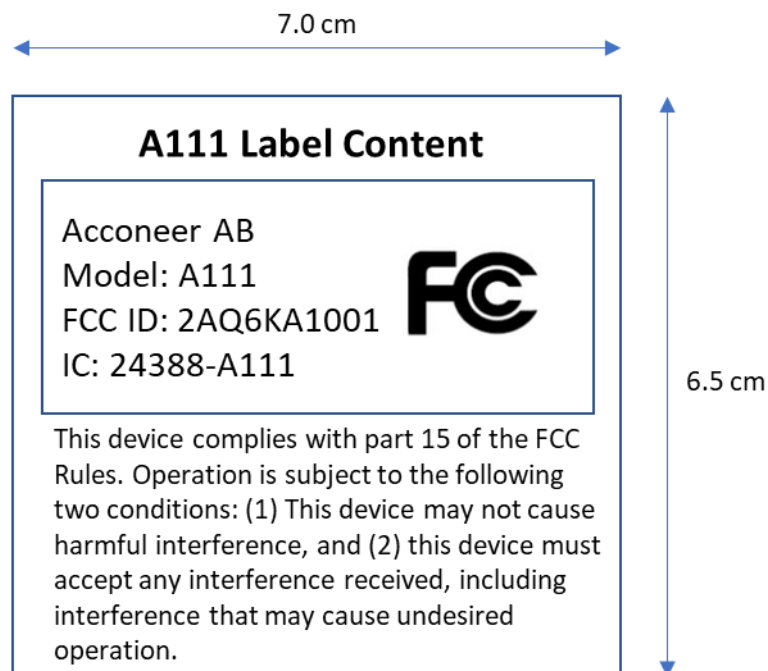 7.0 cm
A111 Label Content
Acconeer AB
Model: A111
FCC ID: 2AQ6KA1001
IC: 24388-A111
FCC
6.5 cm
This device complies with part 15 of the FCC
Rules. Operation is subject to the following
two conditions: (1) This device may not cause
harmful interference, and (2) this device must
accept any interference received, including
interference that may cause undesired
operation.